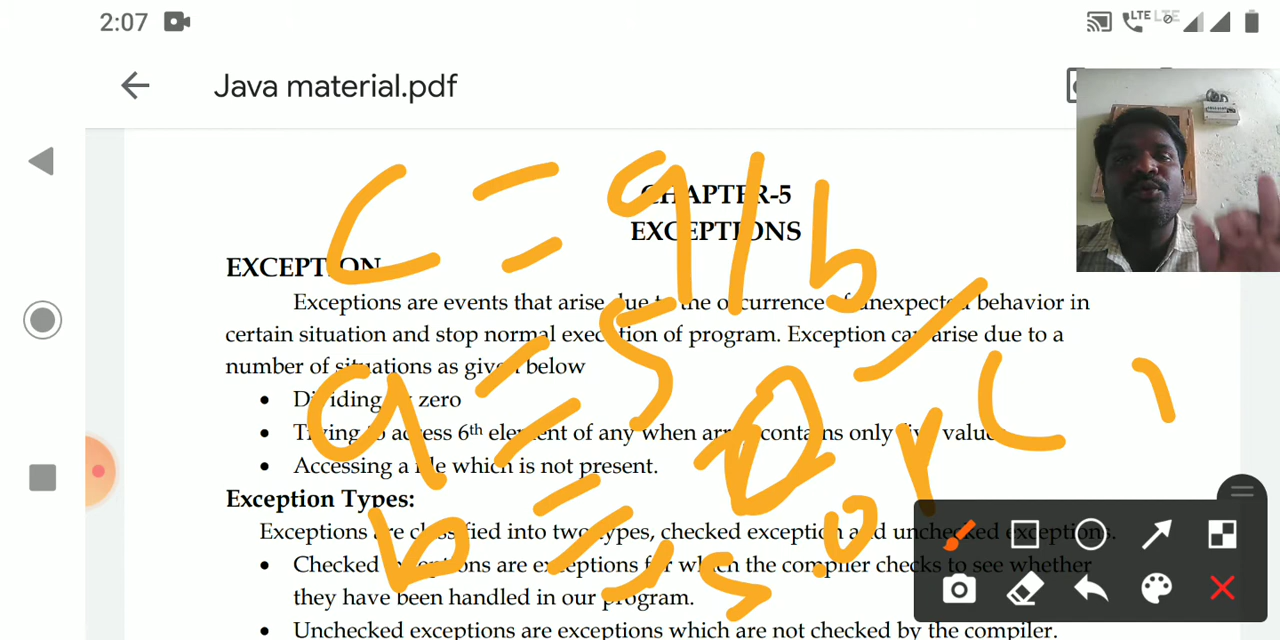 2:07
LTE LTE
Java material.pdf
CHAPTER-5
EXCEPTIONS
EXCEPTION
Exceptions are events that arise due to the occurrence of unexpected behavior in
certain situation and stop normal execution of program. Exception can arise due to a
number of situations as given below
• Dividing by zero
• Trying to access 6th element of any when array contains only five values
• Accessing a file which is not present.
Exception Types:
Exceptions are classified into two types, checked exception and unchecked exceptions.
• Checked exceptions are exceptions for which the compiler checks to see whether
they have been handled in our program.
• Unchecked exceptions are exceptions which are not checked by the compiler.
c = a/b
a = 5
b =